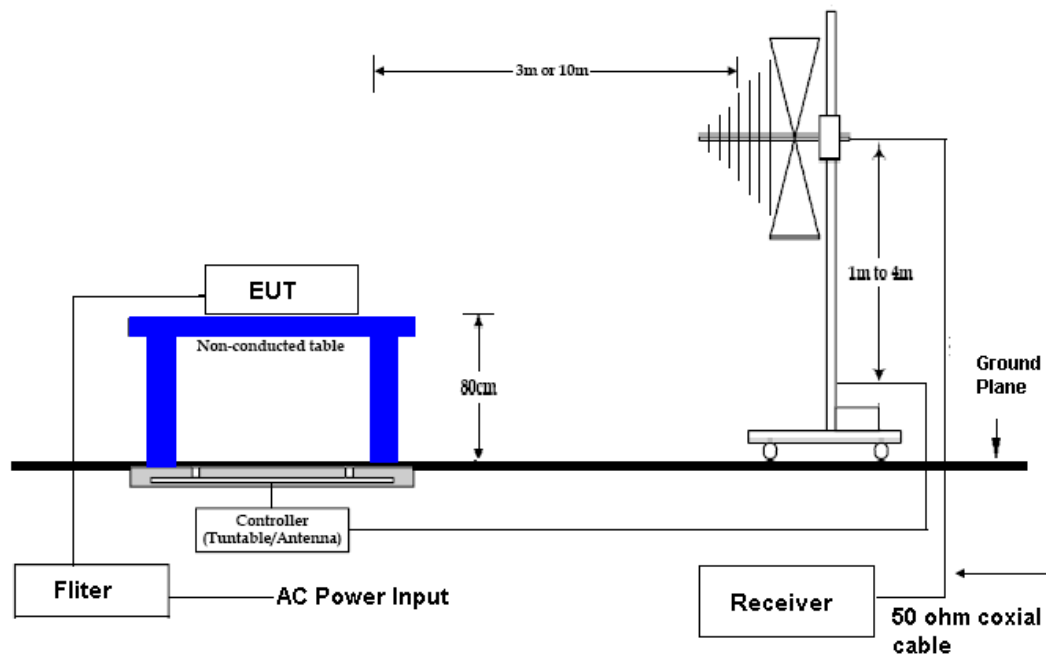 3m or 10m
EUT
Non-conducted table
80cm
1m to 4m
Ground
Plane
Controller
(Tuntable/Antenna)
Fliter
AC Power Input
Receiver
50 ohm coxial
cable